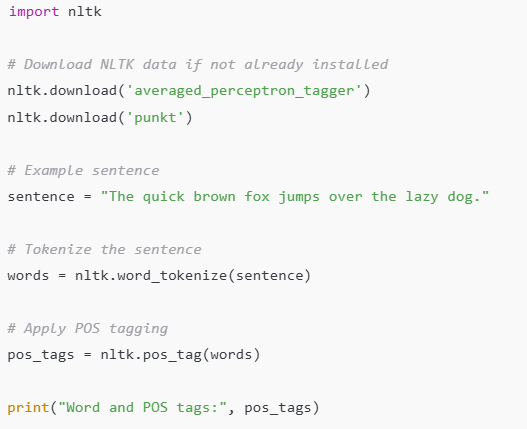 import nltk
# Download NLTK data if not already installed
nltk.download('averaged_perceptron_tagger')
nltk.download('punkt')
# Example sentence
sentence = "The quick brown fox jumps over the lazy dog."
# Tokenize the sentence
words = nltk.word_tokenize(sentence)
# Apply POS tagging
pos_tags = nltk.pos_tag(words)
print("Word and POS tags:", pos_tags)